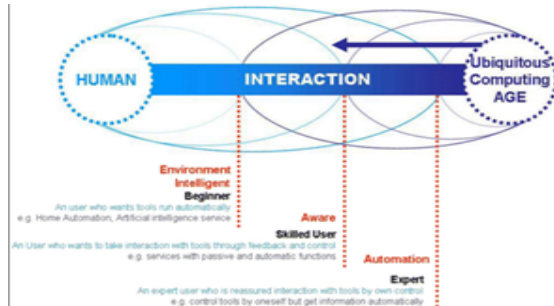 HUMAN
INTERACTION
Ubiquitous
Computing
AGE
Environment
Intelligent
Beginner
An user who wants tools run automatically
e.g. Home Automation, Artificial intelligence service
Aware
Skilled User
An User who wants to take interaction with tools through feedback and control
e.g. services with passive and automatic functions
Automation
Expert
An expert user who is reassured interaction with tools by own control
e.g. control tools by oneself but get information automatically